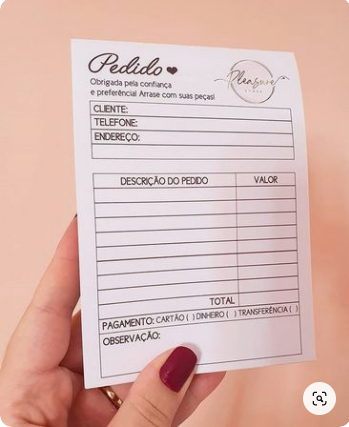 Pedido
Obrigada pela confiança
e preferência! Arrase com suas peças!
Pleasure
CLIENTE:
TELEFONE:
ENDEREÇO:
DESCRIÇÃO DO PEDIDO VALOR
TOTAL
PAGAMENTO: CARTÃO ( ) DINHEIRO ( ) TRANSFERÊNCIA ( )
OBSERVAÇÃO: